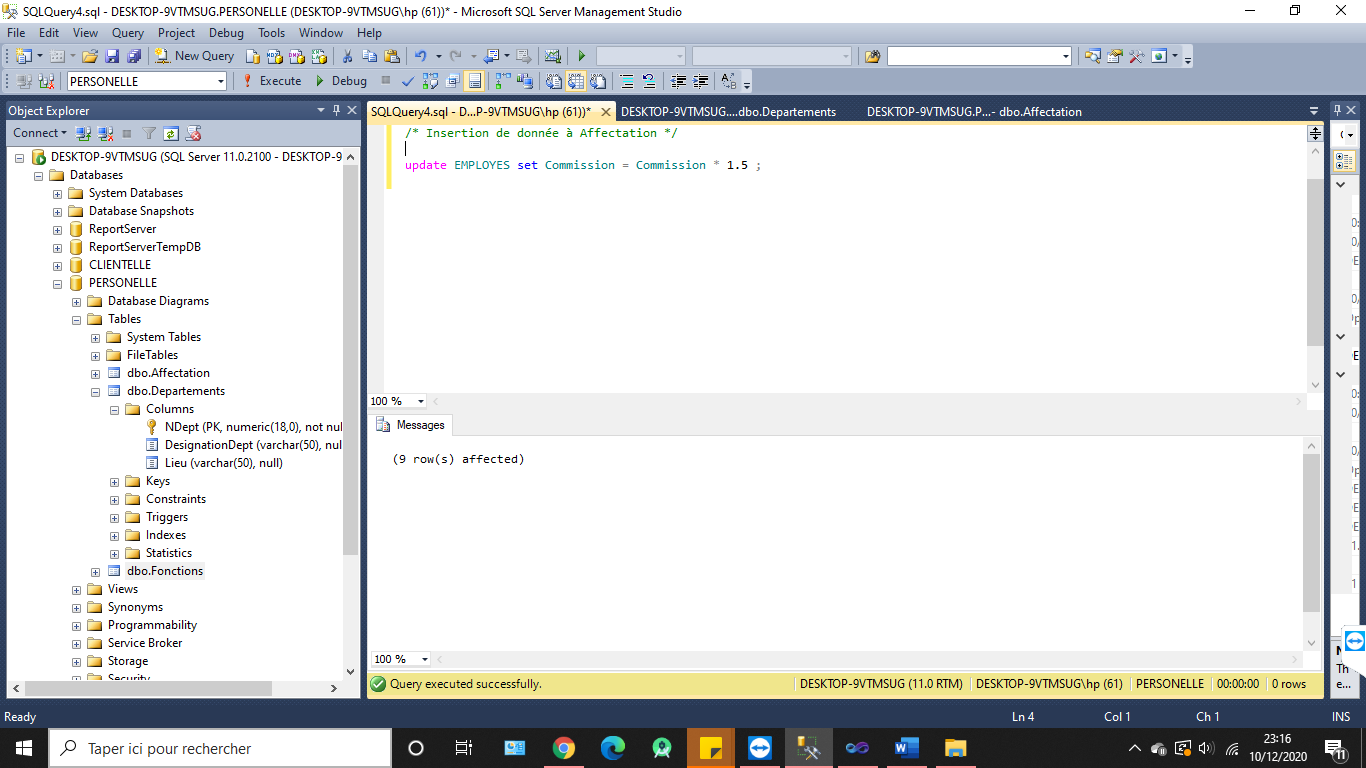 SQLQuery4.sql - DESKTOP-9VTMSUG.PERSONELLE (DESKTOP-9VTMSUG\hp (61))* - Microsoft SQL Server Management Studio
File Edit View Query Project Debug Tools Window Help
New Query
PERSONELLE Execute Debug
Object Explorer
Connect
DESKTOP-9VTMSUG (SQL Server 11.0.2100 - DESKTOP-9
Databases
System Databases
Database Snapshots
ReportServer
ReportServerTempDB
CLIENTELLE
PERSONELLE
Database Diagrams
Tables
System Tables
FileTables
dbo.Affectation
dbo.Departements
Columns
NDept (PK, numeric(18,0), not nul
DesignationDept (varchar(50), nul
Lieu (varchar(50), null)
Keys
Constraints
Triggers
Indexes
Statistics
dbo.Fonctions
Views
Synonyms
Programmability
Service Broker
Storage
Security
SQLQuery4.sql - D...P-9VTMSUG\hp (61))* DESKTOP-9VTMSUG....dbo.Departements DESKTOP-9VTMSUG.P...- dbo.Affectation
/* Insertion de donnée à Affectation */
update EMPLOYES set Commission = Commission * 1.5 ;
100 %
Messages
(9 row(s) affected)
100 %
Query executed successfully. DESKTOP-9VTMSUG (11.0 RTM) DESKTOP-9VTMSUG\hp (61) PERSONELLE 00:00:00 0 rows
Ready Ln 4 Col 1 Ch 1 INS
Taper ici pour rechercher
23:16
10/12/2020
11